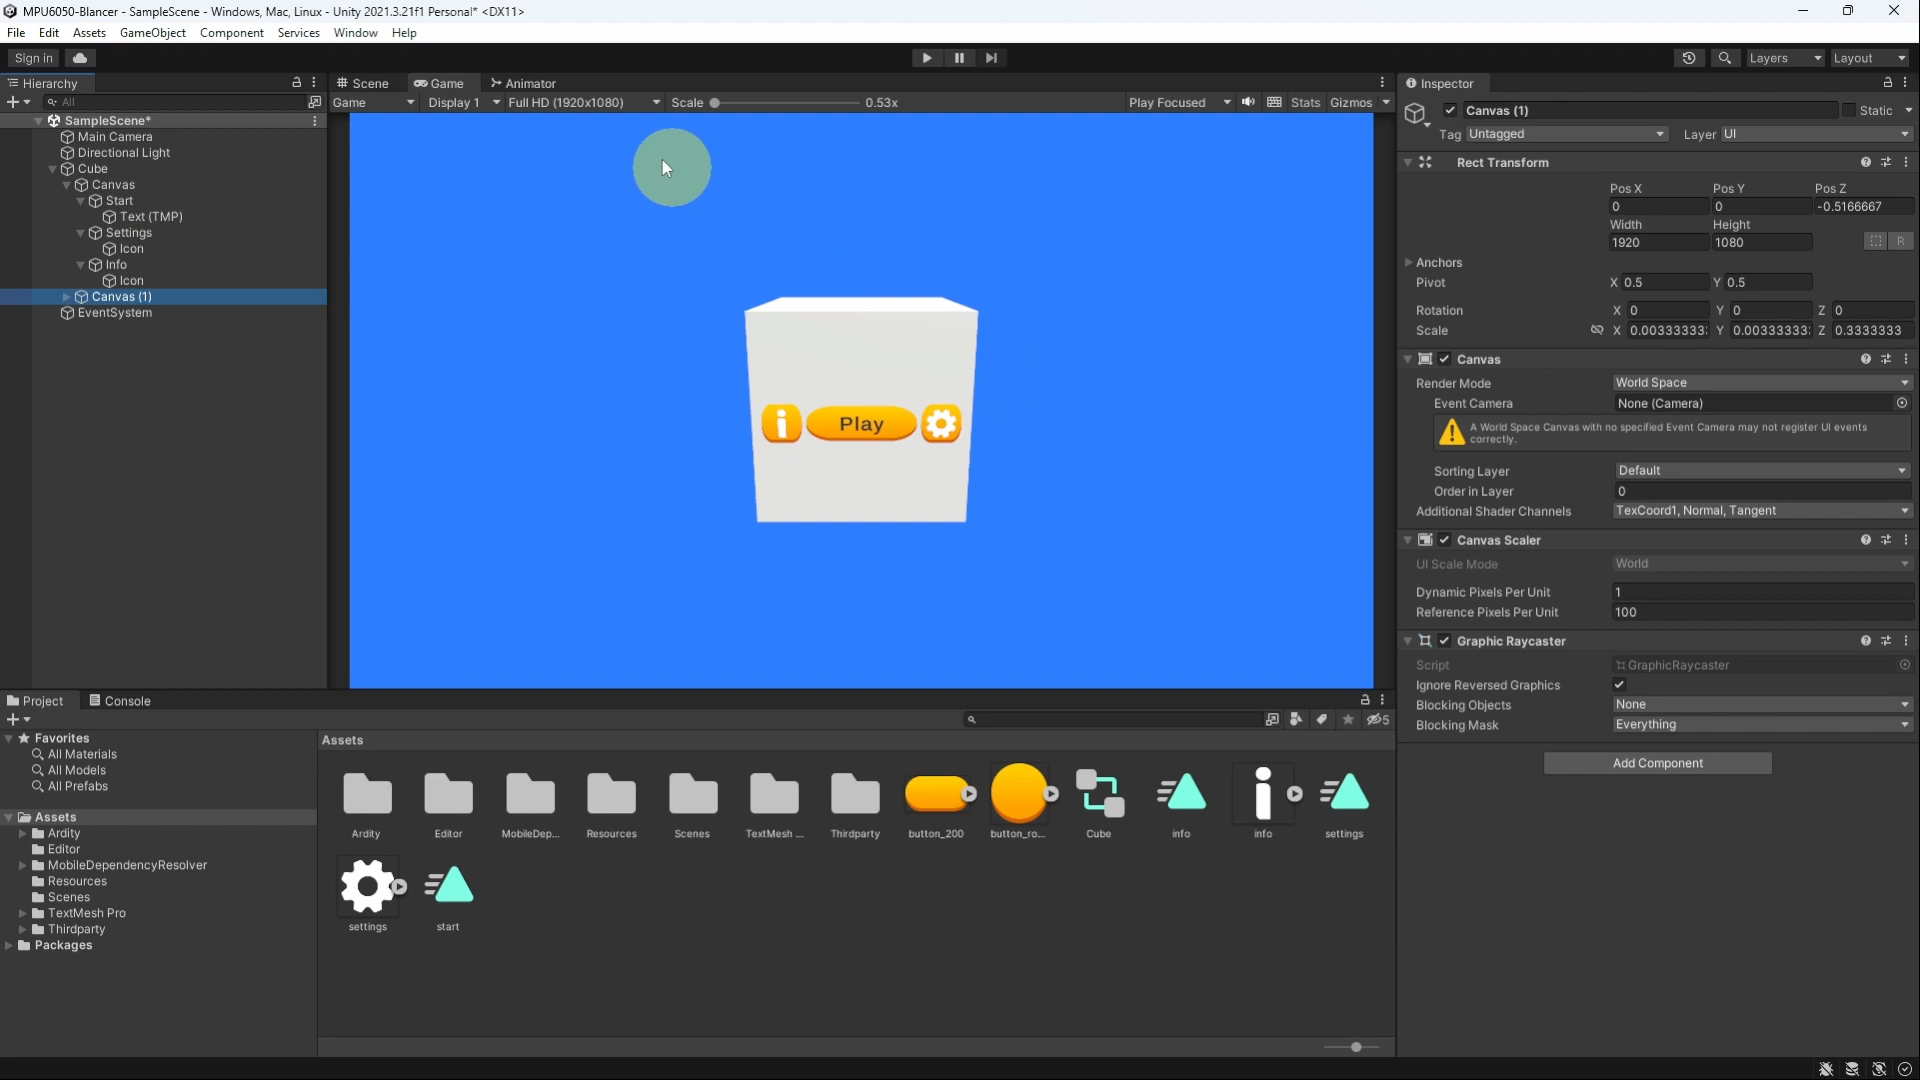 MPU6050-Blancer - SampleScene - Windows, Mac, Linux - Unity 2021.3.21f1 Personal* <DX11>
File Edit Assets GameObject Component Services Window Help
Sign in
Layers Layout
Hierarchy
All
SampleScene*
Main Camera
Directional Light
Cube
Canvas
Start
Text (TMP)
Settings
Icon
Info
Icon
Canvas (1)
EventSystem
Scene Game Animator
Game Display 1 Full HD (1920x1080) Scale 0.53x Play Focused Stats Gizmos
i Play
Inspector
Canvas (1) Static
Tag Untagged Layer UI
Rect Transform
Pos X Pos Y Pos Z
0 0 -0.5166667
Width Height
1920 1080
R
Anchors
Pivot X 0.5 Y 0.5
Rotation X 0 Y 0 Z 0
Scale X 0.00333333 Y 0.00333333 Z 0.3333333
Canvas
Render Mode World Space
Event Camera None (Camera)
A World Space Canvas with no specified Event Camera may not register UI events
correctly.
Sorting Layer Default
Order in Layer 0
Additional Shader Channels TexCoord1, Normal, Tangent
Canvas Scaler
UI Scale Mode World
Dynamic Pixels Per Unit 1
Reference Pixels Per Unit 100
Graphic Raycaster
Script GraphicRaycaster
Ignore Reversed Graphics
Blocking Objects None
Blocking Mask Everything
Add Component
Project Console
5
Favorites
All Materials
All Models
All Prefabs
Assets
Ardity
Editor
MobileDependencyResolver
Resources
Scenes
TextMesh Pro
Thirdparty
Packages
Assets
Ardity Editor MobileDep... Resources Scenes TextMesh ... Thirdparty button_200 button_ro... Cube info info settings
settings start